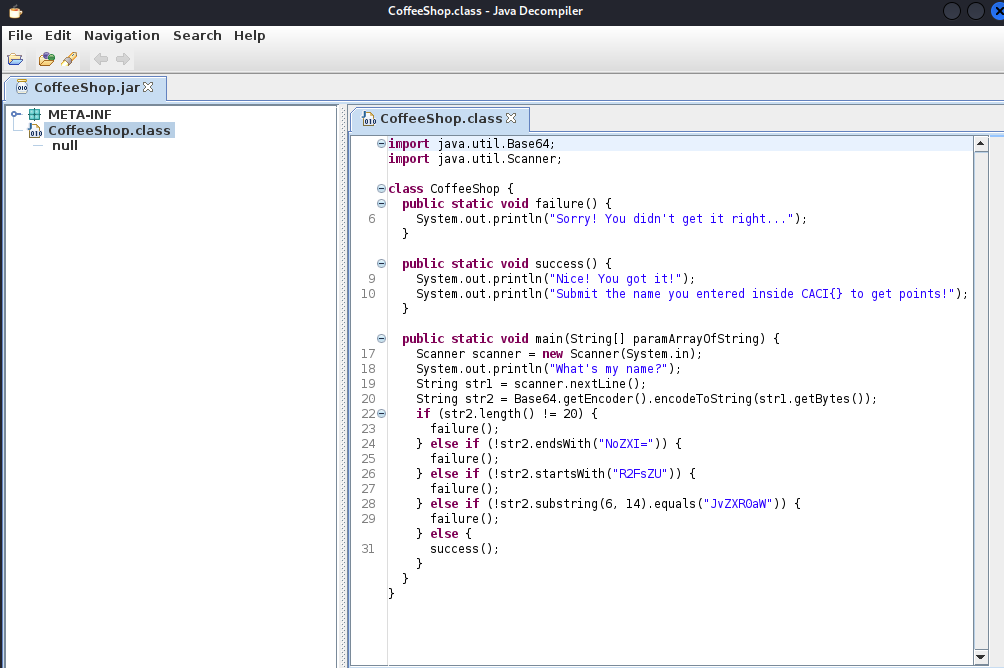 CoffeeShop.class - Java Decompiler
File Edit Navigation Search Help
CoffeeShop.jar
META-INF
CoffeeShop.class
null
CoffeeShop.class
import java.util.Base64;
import java.util.Scanner;
class CoffeeShop {
public static void failure() {
6 System.out.println("Sorry! You didn't get it right...");
}
public static void success() {
9 System.out.println("Nice! You got it!");
10 System.out.println("Submit the name you entered inside CACI{} to get points!");
}
public static void main(String[] paramArrayOfString) {
17 Scanner scanner = new Scanner(System.in);
18 System.out.println("What's my name?");
19 String str1 = scanner.nextLine();
20 String str2 = Base64.getEncoder().encodeToString(str1.getBytes());
22 if (str2.length() != 20) {
23 failure();
24 } else if (!str2.endsWith("NoZXI=")) {
25 failure();
26 } else if (!str2.startsWith("R2FsZU")) {
27 failure();
28 } else if (!str2.substring(6, 14).equals("JvZXR0aW")) {
29 failure();
} else {
31 success();
}
}
}